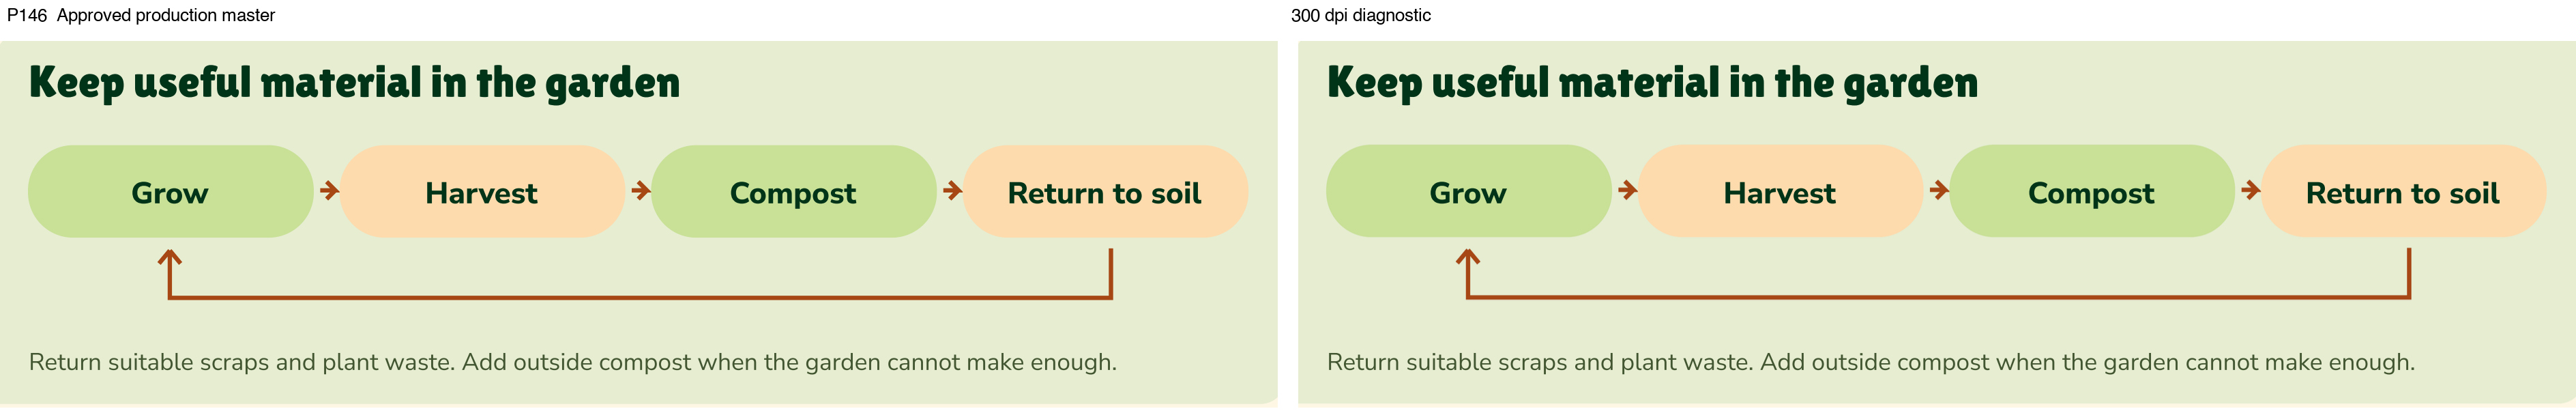 P146 Approved production master
300 dpi diagnostic
Keep useful material in the garden
Grow
Harvest
Compost
Return to soil
Return suitable scraps and plant waste. Add outside compost when the garden cannot make enough.
Keep useful material in the garden
Grow
Harvest
Compost
Return to soil
Return suitable scraps and plant waste. Add outside compost when the garden cannot make enough.